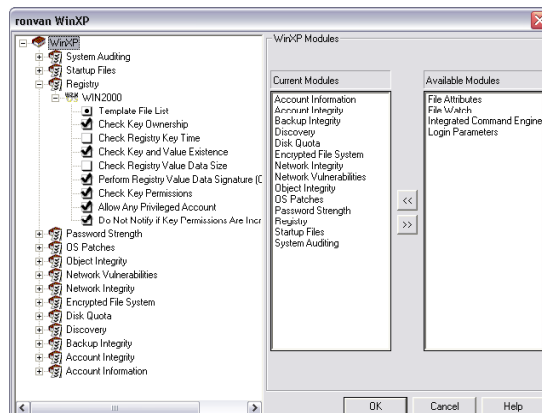 ronvan WinXP
WinXP
System Auditing
Startup Files
Registry
WIN2000
Template File List
Check Key Ownership
Check Registry Key Time
Check Key and Value Existence
Check Registry Value Data Size
Perform Registry Value Data Signature (C
Check Key Permissions
Allow Any Privileged Account
Do Not Notify if Key Permissions Are Incr
Password Strength
OS Patches
Object Integrity
Network Vulnerabilities
Network Integrity
Encrypted File System
Disk Quota
Discovery
Backup Integrity
Account Integrity
Account Information
WinXP Modules
Current Modules
Account Information
Account Integrity
Backup Integrity
Discovery
Disk Quota
Encrypted File System
Network Integrity
Network Vulnerabilities
Object Integrity
OS Patches
Password Strength
Registry
Startup Files
System Auditing
<<
>>
Available Modules
File Attributes
File Watch
Integrated Command Engine
Login Parameters
OK
Cancel
Help